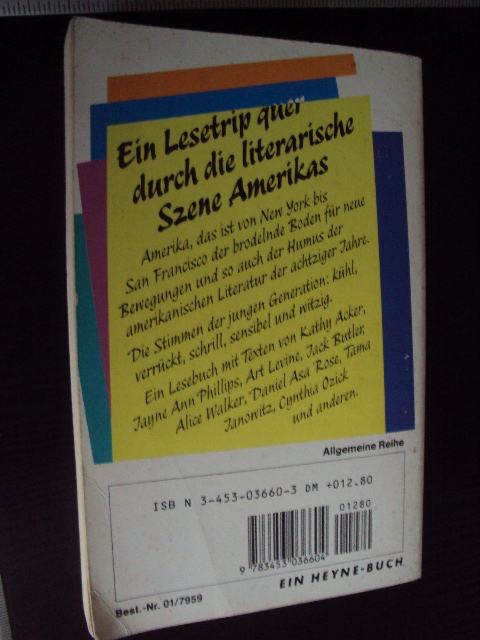 Ein Lesetrip quer
durch die literarische
Szene Amerikas
Amerika, das ist von New York bis
San Francisco der brodelnde Boden für neue
Bewegungen und so auch der Humus der
amerikanischen Literatur der achtziger Jahre.
Die Stimmen der jungen Generation: kühl,
verrückt, schrill, sensibel und witzig.
Ein Lesebuch mit Texten von Kathy Acker,
Jayne Ann Phillips, Art Levine, Jack Butler,
Alice Walker, Daniel Asa Rose, Tama
Janowitz, Cynthia Ozick
und anderen.
Allgemeine Reihe
ISB N 3-453-03660-3 DM +012.80
01280
9 783453 036604
EIN HEYNE-BUCH
Best.-Nr. 01/7959